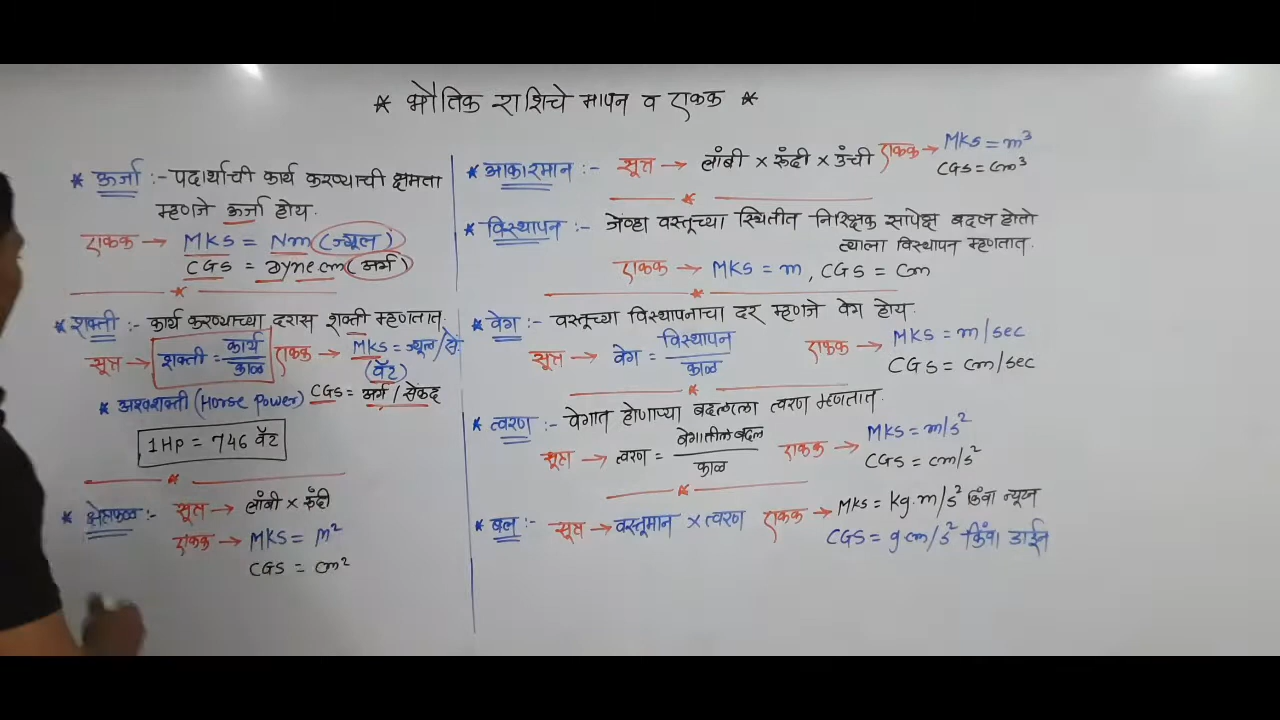 * भौतिक राशिचे मापन व एकक *
* ऊर्जा :- पदार्थाची कार्य करण्याची क्षमता
म्हणजे ऊर्जा होय.
एकक → MKS = Nm (ज्यूल)
CGS = Dyne cm (अर्ग)
* शक्ती :- कार्य करण्याच्या दरास शक्ती म्हणतात.
सूत्र → शक्ती = कार्य / काळ एकक → MKS = ज्यूल/से.
(वॅट)
* अश्वशक्ती (Horse Power) CGS = अर्ग / सेकंद
1HP = 746 वॅट
* क्षेत्रफळ :- सूत्र → लांबी × रुंदी
एकक → MKS = M²
CGS = cm²
* आकारमान :- सूत्र → लांबी × रुंदी × उंची एकक → MKS = m³
CGS = cm³
* विस्थापन :- जेव्हा वस्तूच्या स्थितीत निरिक्षक सापेक्ष बदल होतो
त्याला विस्थापन म्हणतात.
एकक → MKS = m, CGS = cm
* वेग :- वस्तूच्या विस्थापनाचा दर म्हणजे वेग होय.
सूत्र → वेग = विस्थापन / काळ एकक → MKS = m/sec
CGS = cm/sec
* त्वरण :- वेगात होणाऱ्या बदलाला त्वरण म्हणतात.
सूत्र → त्वरण = वेगातील बदल / काळ एकक → MKS = m/s²
CGS = cm/s²
* बल :- सूत्र → वस्तूमान × त्वरण एकक → MKS = kg.m/s² किंवा न्यूटन
CGS = g cm/s² किंवा डाईन